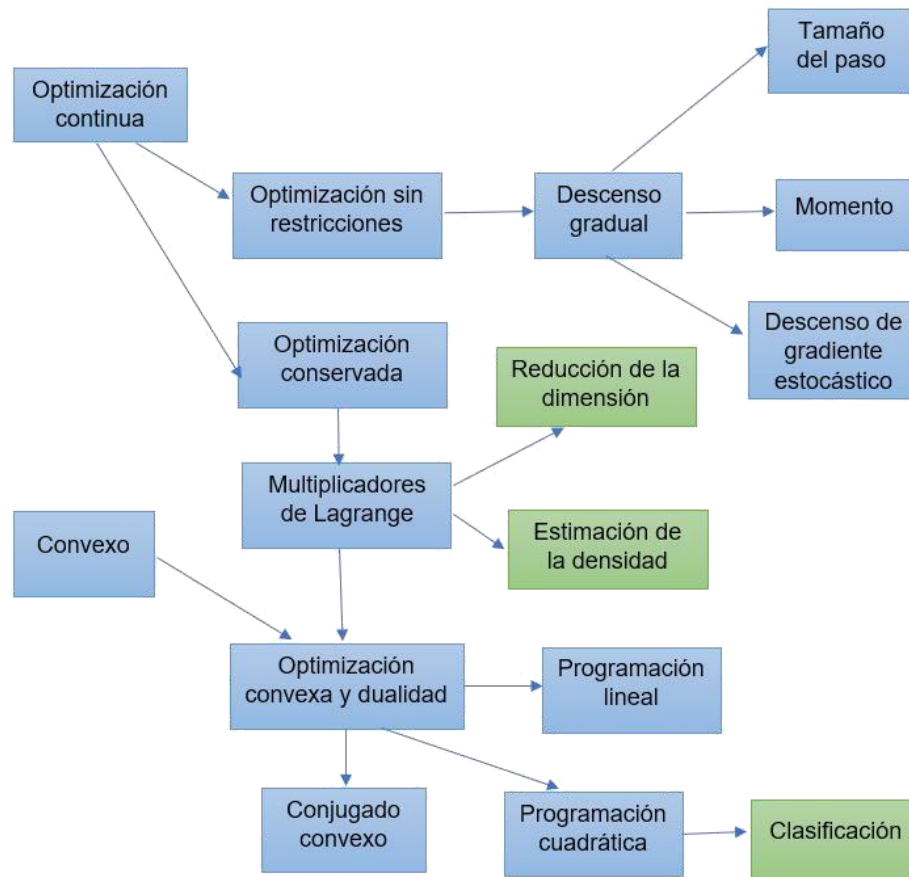 Tamaño
del paso
Optimización
continua
Optimización sin
restricciones
Descenso
gradual
Momento
Descenso de
gradiente
estocástico
Optimización
conservada
Reducción de la
dimensión
Multiplicadores
de Lagrange
Estimación de
la densidad
Convexo
Optimización
convexa y dualidad
Programación
lineal
Conjugado
convexo
Programación
cuadrática
Clasificación